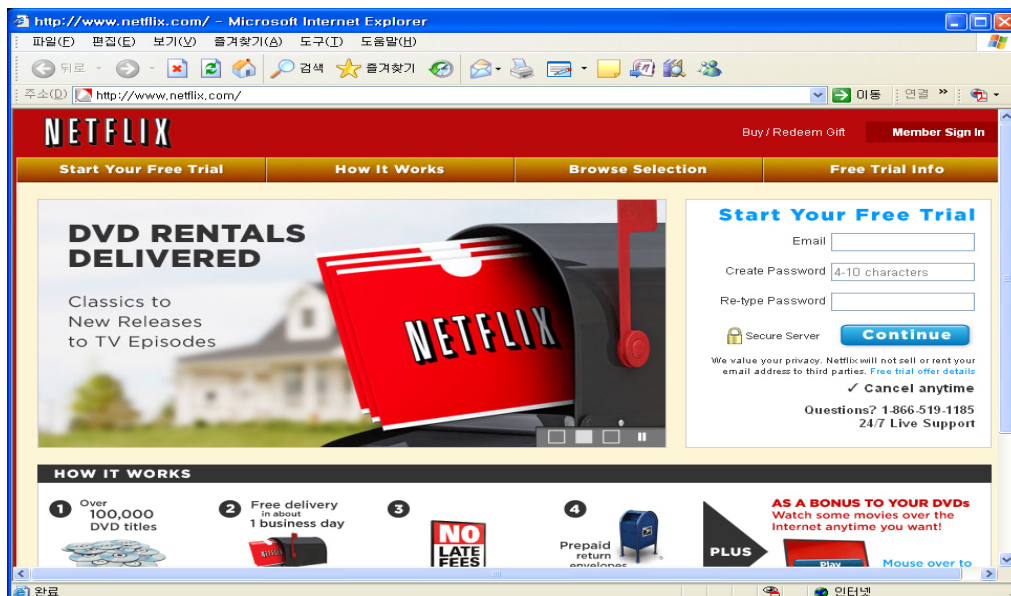 http://www.netflix.com/ - Microsoft Internet Explorer
파일(F) 편집(E) 보기(V) 즐겨찾기(A) 도구(T) 도움말(H)
뒤로 검색 즐겨찾기
주소(D) http://www.netflix.com/ 이동 연결 »
NETFLIX
Buy / Redeem Gift Member Sign In
Start Your Free Trial How It Works Browse Selection Free Trial Info
DVD RENTALS
DELIVERED
Classics to
New Releases
to TV Episodes
NETFLIX
Start Your Free Trial
Email
Create Password 4-10 characters
Re-type Password
Secure Server Continue
We value your privacy. Netflix will not sell or rent your
email address to third parties. Free trial offer details
✓ Cancel anytime
Questions? 1-866-519-1185
24/7 Live Support
HOW IT WORKS
1 Over
100,000
DVD titles
2 Free delivery
in about
1 business day
NETFLIX
3
NO
LATE
FEES
4
Prepaid
return
envelopes
PLUS
AS A BONUS TO YOUR DVDs
Watch some movies over the
Internet anytime you want!
Play
Mouse over to
완료 인터넷